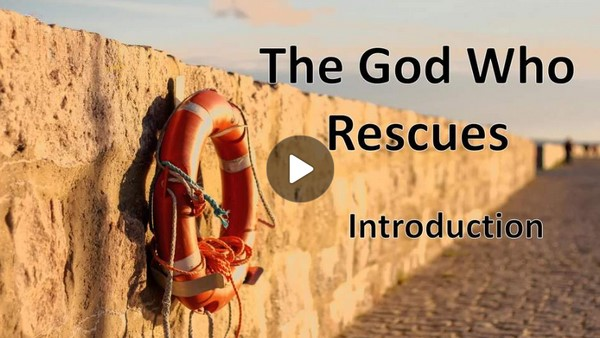 The God Who
Rescues
Introduction